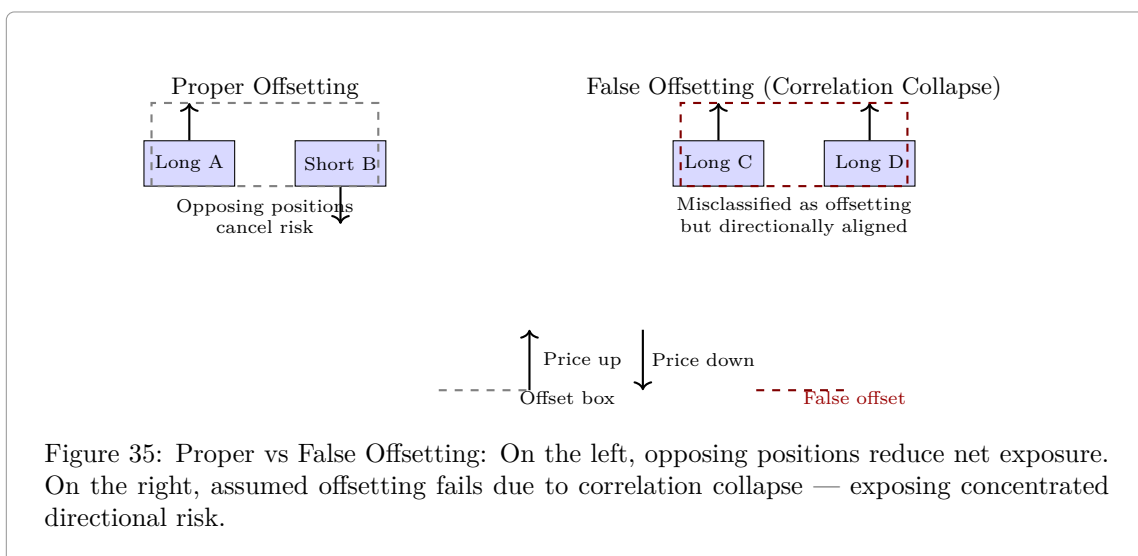 Proper Offsetting
False Offsetting (Correlation Collapse)
Long A
Short B
Long C
Long D
Opposing positions
cancel risk
Misclassified as offsetting
but directionally aligned
Price up
Price down
Offset box
False offset
Figure 35: Proper vs False Offsetting: On the left, opposing positions reduce net exposure.
On the right, assumed offsetting fails due to correlation collapse — exposing concentrated
directional risk.